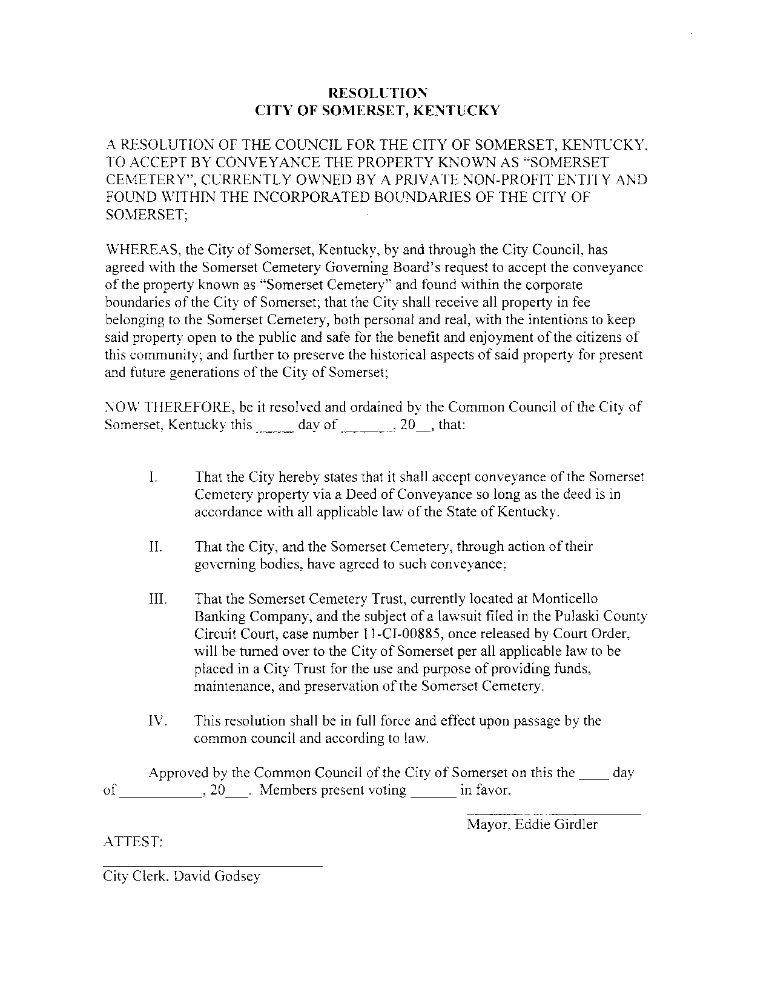 RESOLUTION
CITY OF SOMERSET, KENTUCKY
A RESOLUTION OF THE COUNCIL FOR THE CITY OF SOMERSET, KENTUCKY,
TO ACCEPT BY CONVEYANCE THE PROPERTY KNOWN AS “SOMERSET
CEMETERY”, CURRENTLY OWNED BY A PRIVATE NON-PROFIT ENTITY AND
FOUND WITHIN THE INCORPORATED BOUNDARIES OF THE CITY OF
SOMERSET;
WHEREAS, the City of Somerset, Kentucky, by and through the City Council, has
agreed with the Somerset Cemetery Governing Board’s request to accept the conveyance
of the property known as “Somerset Cemetery” and found within the corporate
boundaries of the City of Somerset; that the City shall receive all property in fee
belonging to the Somerset Cemetery, both personal and real, with the intentions to keep
said property open to the public and safe for the benefit and enjoyment of the citizens of
this community; and further to preserve the historical aspects of said property for present
and future generations of the City of Somerset;
NOW THEREFORE, be it resolved and ordained by the Common Council of the City of
Somerset, Kentucky this _____ day of _______, 20__, that:
I. That the City hereby states that it shall accept conveyance of the Somerset
Cemetery property via a Deed of Conveyance so long as the deed is in
accordance with all applicable law of the State of Kentucky.
II. That the City, and the Somerset Cemetery, through action of their
governing bodies, have agreed to such conveyance;
III. That the Somerset Cemetery Trust, currently located at Monticello
Banking Company, and the subject of a lawsuit filed in the Pulaski County
Circuit Court, case number 11-CI-00885, once released by Court Order,
will be turned over to the City of Somerset per all applicable law to be
placed in a City Trust for the use and purpose of providing funds,
maintenance, and preservation of the Somerset Cemetery.
IV. This resolution shall be in full force and effect upon passage by the
common council and according to law.
Approved by the Common Council of the City of Somerset on this the ____ day
of ___________, 20___. Members present voting ______ in favor.
Mayor, Eddie Girdler
ATTEST:
City Clerk, David Godsey